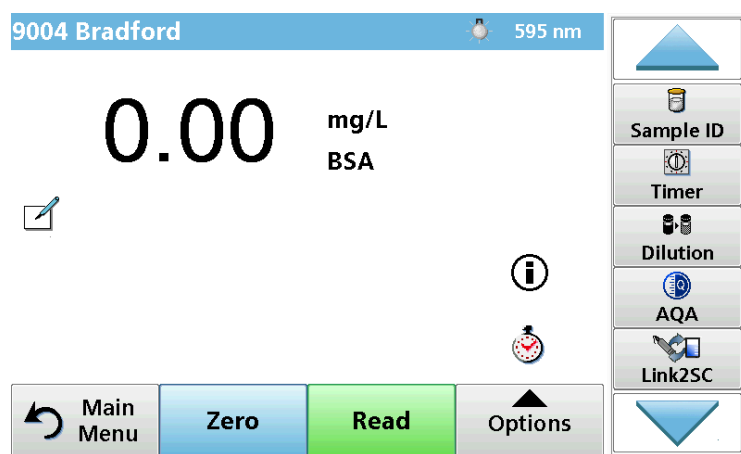 9004 Bradford 595 nm
0.00 mg/L
BSA
Sample ID
Timer
Dilution
AQA
Link2SC
Main
Menu
Zero
Read
Options